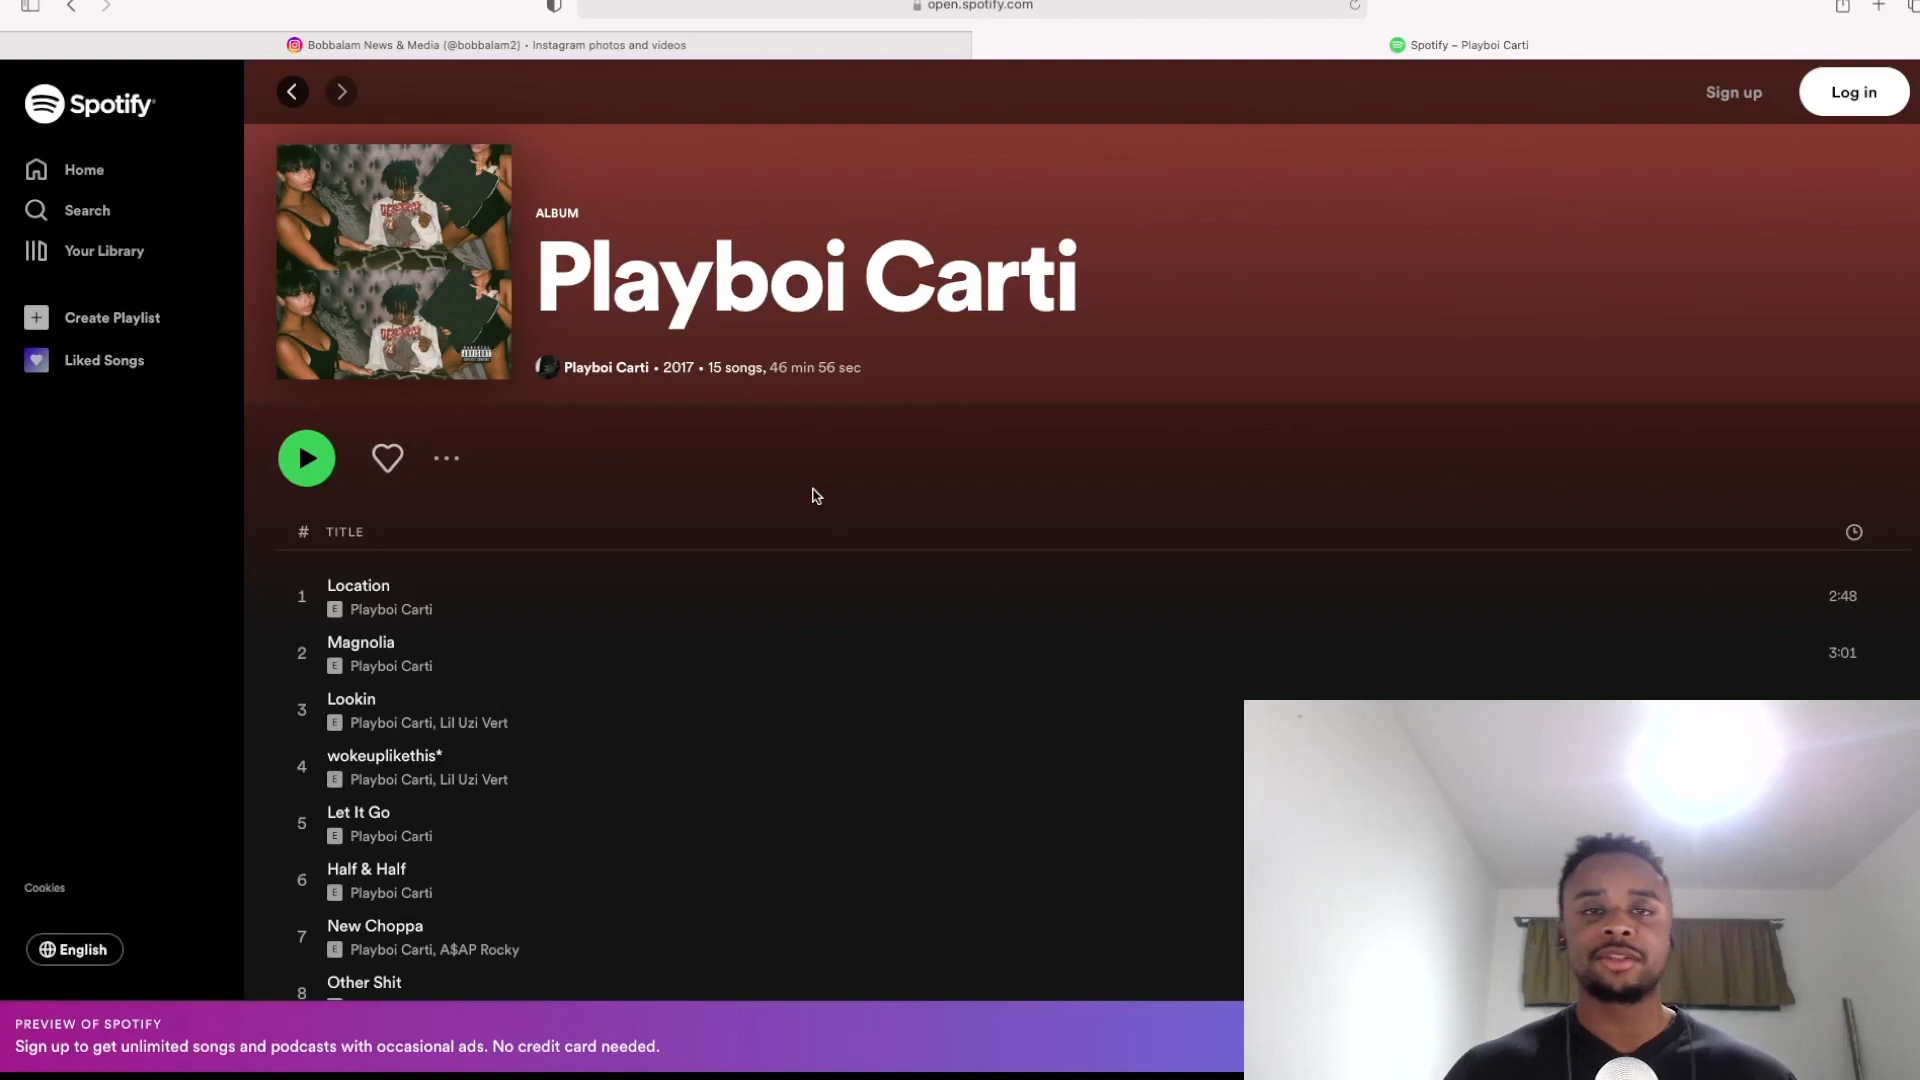 open.spotify.com
Bobbalam News & Media (@bobbalam2) • Instagram photos and videos
Spotify – Playboi Carti
Spotify
Home
Search
Your Library
Create Playlist
Liked Songs
Cookies
English
Sign up
Log in
ALBUM
Playboi Carti
Playboi Carti • 2017 • 15 songs, 46 min 56 sec
# TITLE
1 Location 2:48
E Playboi Carti
2 Magnolia 3:01
E Playboi Carti
3 Lookin
E Playboi Carti, Lil Uzi Vert
4 wokeuplikethis*
E Playboi Carti, Lil Uzi Vert
5 Let It Go
E Playboi Carti
6 Half & Half
E Playboi Carti
7 New Choppa
E Playboi Carti, A$AP Rocky
8 Other Shit
PREVIEW OF SPOTIFY
Sign up to get unlimited songs and podcasts with occasional ads. No credit card needed.